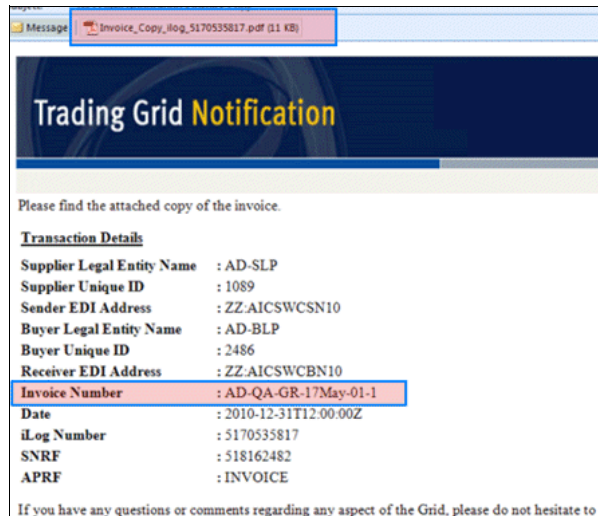 Message Invoice_Copy_ilog_5170535817.pdf (11 KB)
Trading Grid Notification
Please find the attached copy of the invoice.
Transaction Details
Supplier Legal Entity Name : AD-SLP
Supplier Unique ID : 1089
Sender EDI Address : ZZ:AICSWCSN10
Buyer Legal Entity Name : AD-BLP
Buyer Unique ID : 2486
Receiver EDI Address : ZZ:AICSWCBN10
Invoice Number : AD-QA-GR-17May-01-1
Date : 2010-12-31T12:00:00Z
iLog Number : 5170535817
SNRF : 518162482
APRF : INVOICE
If you have any questions or comments regarding any aspect of the Grid, please do not hesitate to